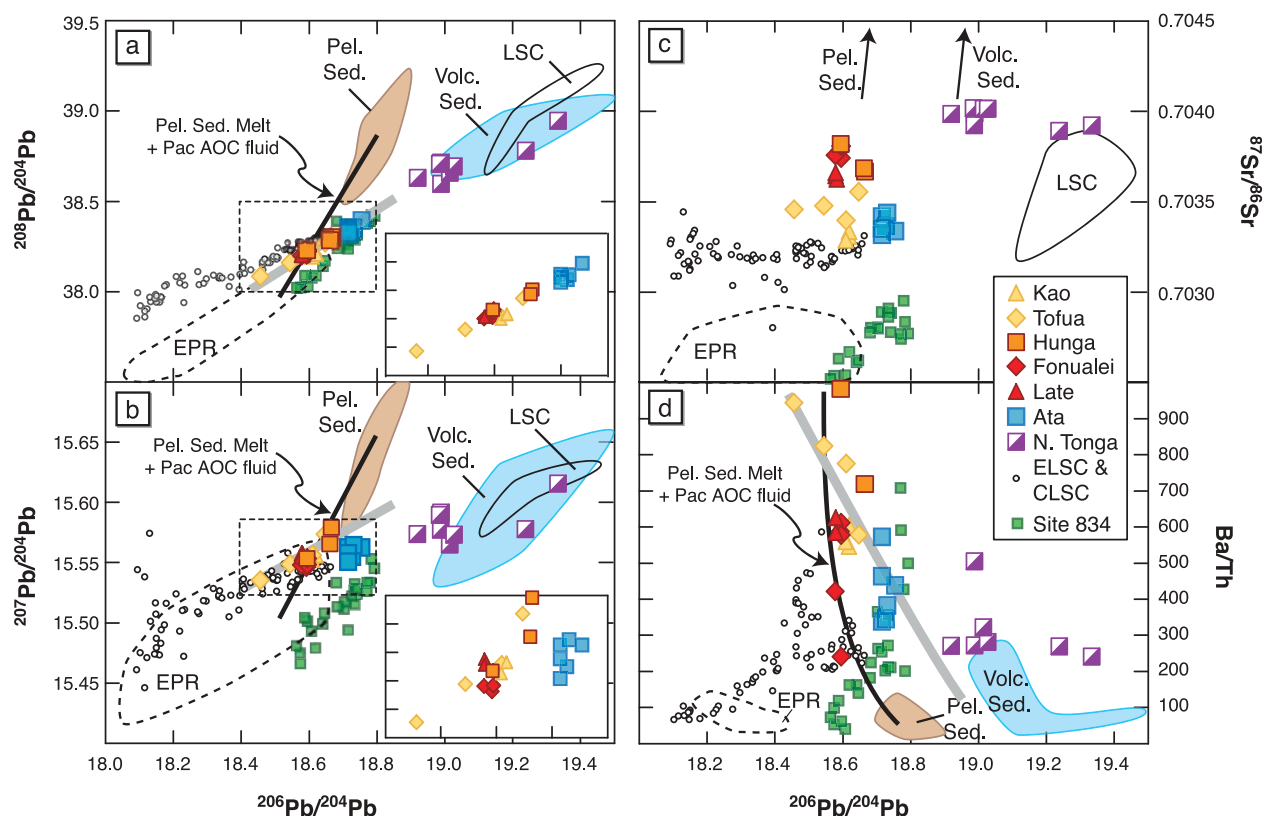 39.5
39.0
38.5
38.0
37.5
208Pb/204Pb
a
Pel.
Sed.
LSC
Volc.
Sed.
Pel. Sed. Melt
+ Pac AOC fluid
EPR
15.65
15.60
15.50
15.45
207Pb/204Pb
b
Pel.
Sed.
LSC
Volc.
Sed.
Pel. Sed. Melt
+ Pac AOC fluid
EPR
18.0
18.2
18.4
18.6
18.8
19.0
19.2
19.4
206Pb/204Pb
c
Pel.
Sed.
Volc.
Sed.
LSC
EPR
0.7045
0.7040
0.7035
0.7030
87Sr/86Sr
Kao
Tofua
Hunga
Fonualei
Late
Ata
N. Tonga
ELSC &
CLSC
Site 834
d
Pel. Sed. Melt
+ Pac AOC fluid
EPR
Pel.
Sed.
Volc.
Sed.
900
800
700
600
500
400
300
200
100
Ba/Th
18.2
18.4
18.6
18.8
19.0
19.2
19.4
206Pb/204Pb